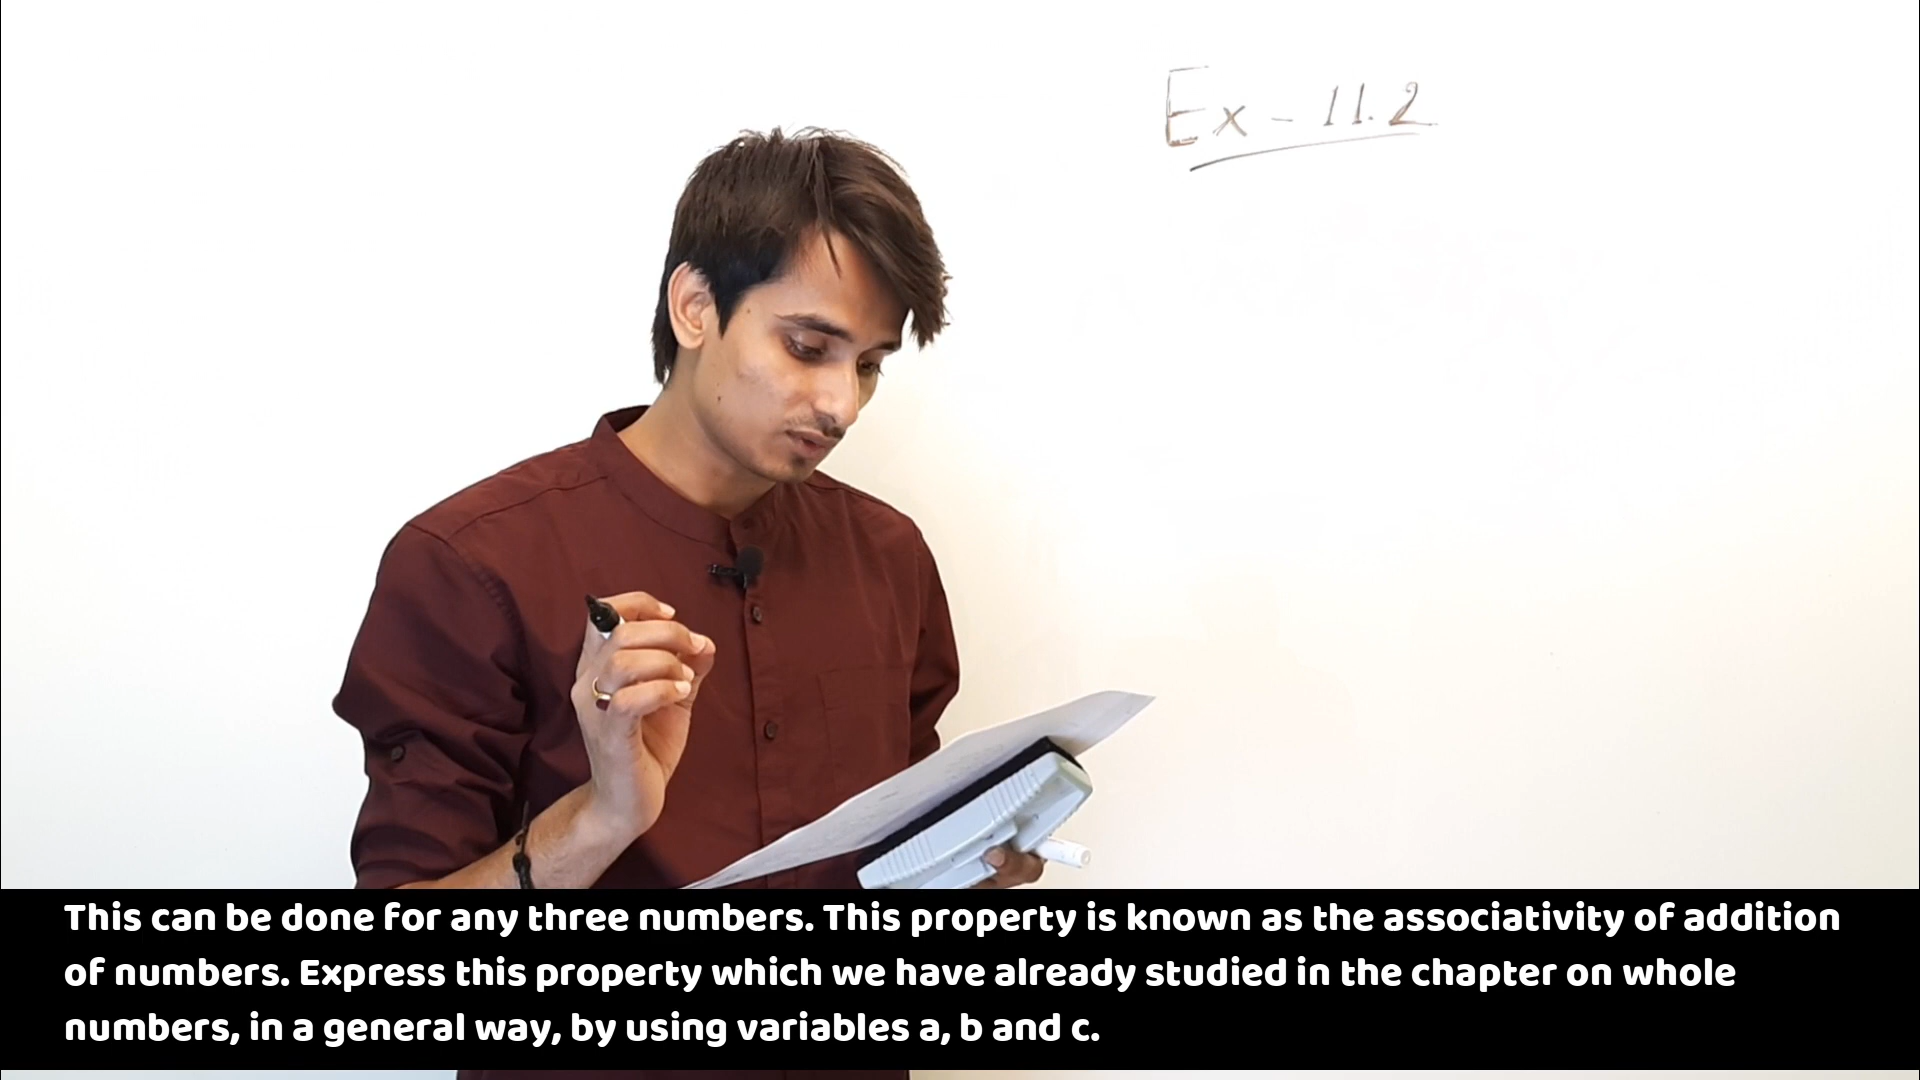 Ex - 11.2
This can be done for any three numbers. This property is known as the associativity of addition
of numbers. Express this property which we have already studied in the chapter on whole
numbers, in a general way, by using variables a, b and c.